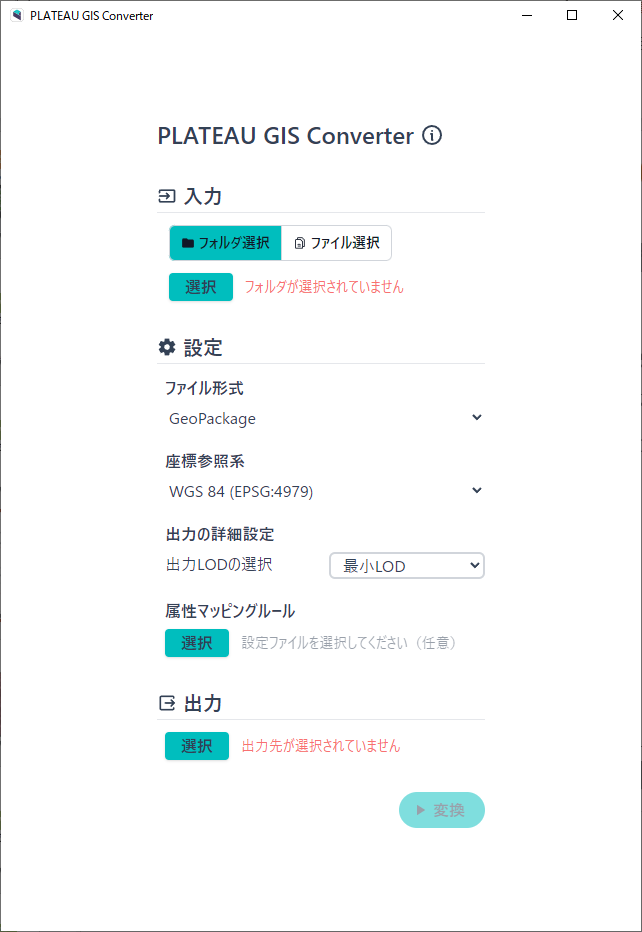 PLATEAU GIS Converter
PLATEAU GIS Converter
入力
フォルダ選択 ファイル選択
選択 フォルダが選択されていません
設定
ファイル形式
GeoPackage
座標参照系
WGS 84 (EPSG:4979)
出力の詳細設定
出力LODの選択 最小LOD
属性マッピングルール
選択 設定ファイルを選択してください（任意）
出力
選択 出力先が選択されていません
変換